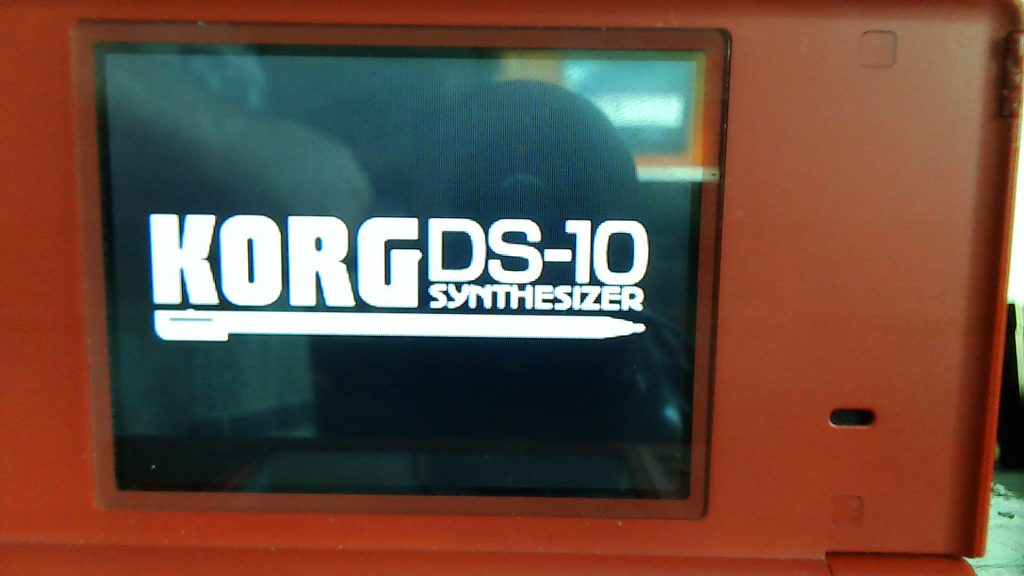 KORG DS-10
SYNTHESIZER